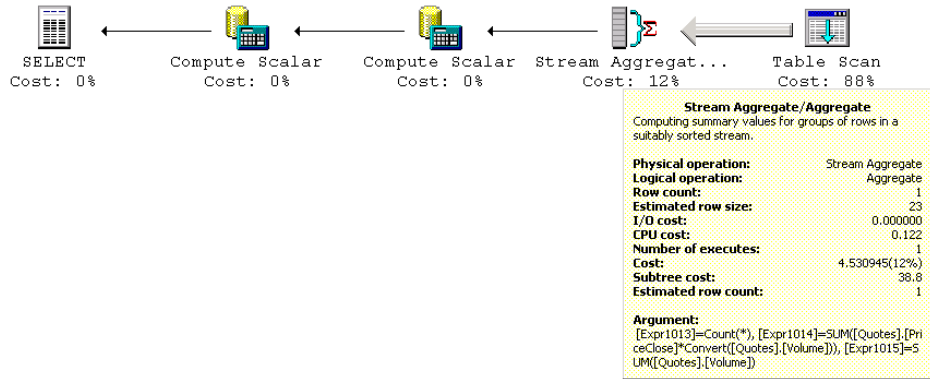 SELECT
Cost: 0%
Compute Scalar
Cost: 0%
Compute Scalar
Cost: 0%
Stream Aggregat...
Cost: 12%
Table Scan
Cost: 88%
Stream Aggregate/Aggregate
Computing summary values for groups of rows in a
suitably sorted stream.
Physical operation: Stream Aggregate
Logical operation: Aggregate
Row count: 1
Estimated row size: 23
I/O cost: 0.000000
CPU cost: 0.122
Number of executes: 1
Cost: 4.530945(12%)
Subtree cost: 38.8
Estimated row count: 1
Argument:
[Expr1013]=Count(*), [Expr1014]=SUM([Quotes].[Pri
ceClose]*Convert([Quotes].[Volume])), [Expr1015]=S
UM([Quotes].[Volume])